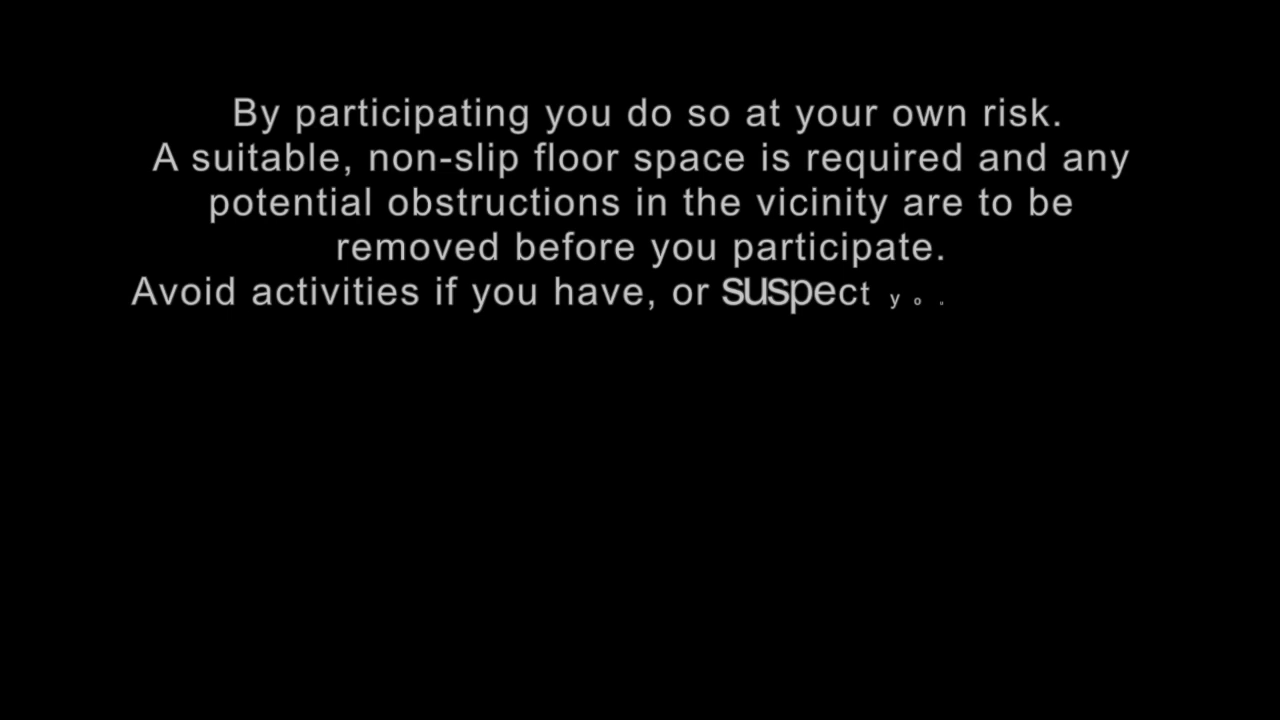 By participating you do so at your own risk.
A suitable, non-slip floor space is required and any
potential obstructions in the vicinity are to be
removed before you participate.
Avoid activities if you have, or suspect you